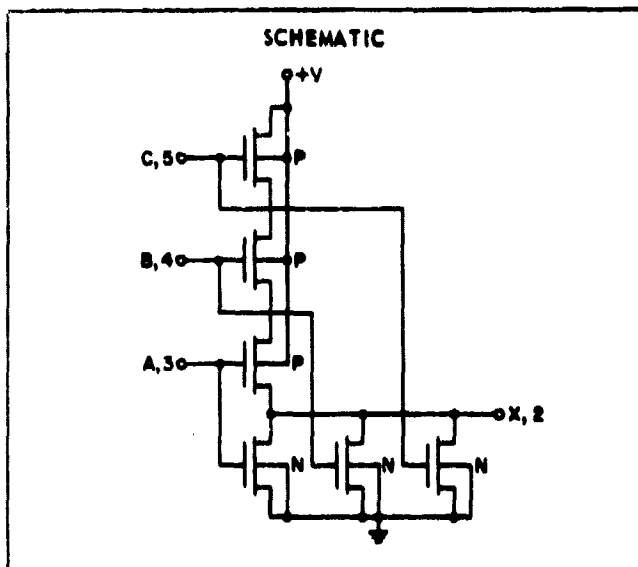 SCHEMATIC
+V
C,5 P
B,4 P
A,3 P
X,2
N N N